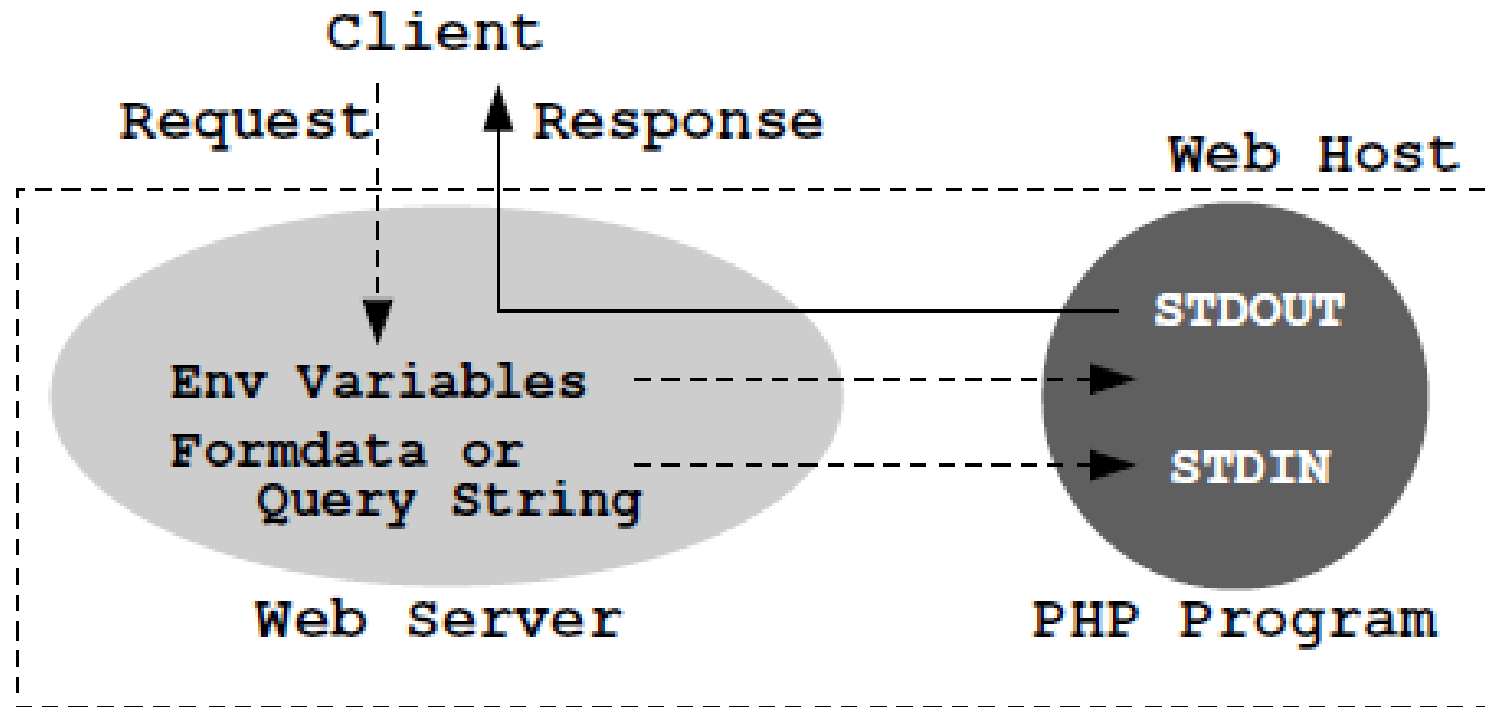 Client
Request
Response
Web Host
STDOUT
Env Variables
Formdata or
Query String
STDIN
Web Server
PHP Program